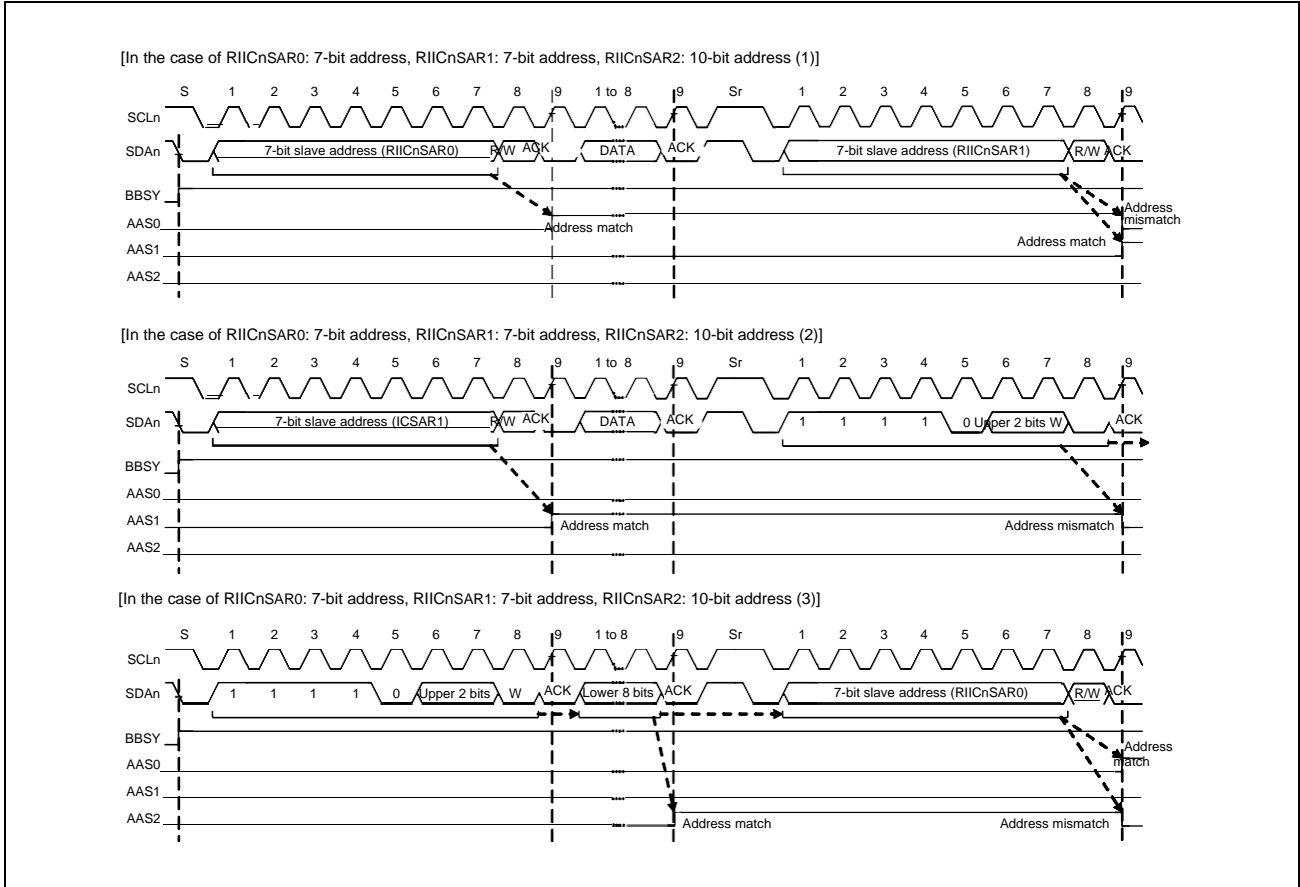 [In the case of RIICnSAR0: 7-bit address, RIICnSAR1: 7-bit address, RIICnSAR2: 10-bit address (1)]
S 1 2 3 4 5 6 7 8 9 1 to 8 9 Sr 1 2 3 4 5 6 7 8 9
SCLn
SDAn 7-bit slave address (RIICnSAR0) R/W ACK DATA ACK 7-bit slave address (RIICnSAR1) R/W ACK
BBSY
Address mismatch
AAS0
Address match
Address match
AAS1
AAS2
[In the case of RIICnSAR0: 7-bit address, RIICnSAR1: 7-bit address, RIICnSAR2: 10-bit address (2)]
S 1 2 3 4 5 6 7 8 9 1 to 8 9 Sr 1 2 3 4 5 6 7 8 9
SCLn
SDAn 7-bit slave address (ICSAR1) R/W ACK DATA ACK 1 1 1 1 0 Upper 2 bits W ACK
BBSY
AAS0
AAS1 Address match Address mismatch
AAS2
[In the case of RIICnSAR0: 7-bit address, RIICnSAR1: 7-bit address, RIICnSAR2: 10-bit address (3)]
S 1 2 3 4 5 6 7 8 9 1 to 8 9 Sr 1 2 3 4 5 6 7 8 9
SCLn
SDAn 1 1 1 1 0 Upper 2 bits W ACK Lower 8 bits ACK 7-bit slave address (RIICnSAR0) R/W ACK
BBSY
Address match
AAS0
AAS1
AAS2 Address match Address mismatch